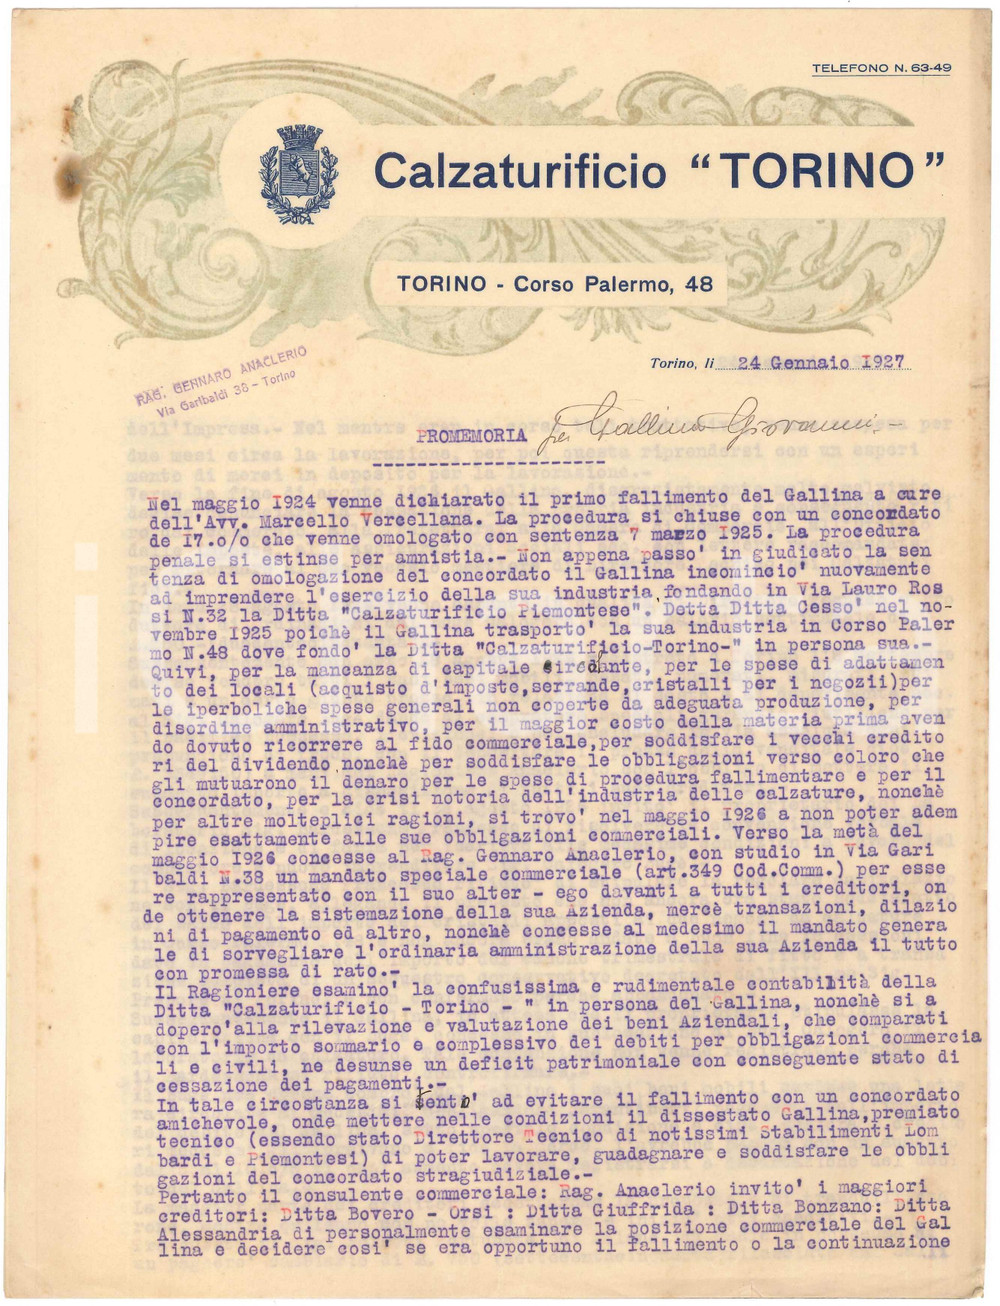 TELEFONO N. 63-49
Calzaturificio “TORINO”
TORINO - Corso Palermo, 48
RAG. GENNARO ANACLERIO
Via Garibaldi 38 - Torino
Torino, li 24 Gennaio 1927
PROMEMORIA per Gallino Giovanni.-
Nel maggio I924 venne dichiarato il primo fallimento del Gallina a cure
dell'Avv. Marcello Vercellana. La procedura si chiuse con un concordato
de I7.o/o che venne omologato con sentenza 7 marzo I925. La procedura
penale si estinse per amnistia.- Non appena passo' in giudicato la sen
tenza di omologazione del concordato il Gallina incomincio' nuovamente
ad imprendere l'esercizio della sua industria,fondando in Via Lauro Ros
si N.32 la Ditta "Calzaturificio Piemontese". Detta Ditta Cesso' nel no-
vembre I925 poichè il Gallina trasporto' la sua industria in Corso Paler
mo N.48 dove fondo' la Ditta "Calzaturificio-Torino-" in persona sua.-
Quivi, per la mancanza di capitale circolante, per le spese di adattamen
to dei locali (acquisto d'imposte,serrande,cristalli per i negozii)per
le iperboliche spese generali non coperte da adeguata produzione, per
disordine amministrativo, per il maggior costo della materia prima aven
do dovuto ricorrere al fido commerciale,per soddisfare i vecchi credito
ri del dividendo nonchè per soddisfare le obbligazioni verso coloro che
gli mutuarono il denaro per le spese di procedura fallimentare e per il
concordato, per la crisi notoria dell'industria delle calzature, nonchè
per altre molteplici ragioni, si trovo' nel maggio I926 a non poter adem
pire esattamente alle sue obbligazioni commerciali. Verso la metà del
maggio I926 concesse al Rag. Gennaro Anaclerio, con studio in Via Gari
baldi N.38 un mandato speciale commerciale (art.349 Cod.Comm.) per esse
re rappresentato con il suo alter - ego davanti a tutti i creditori, on
de ottenere la sistemazione della sua Azienda, mercè transazioni, dilazio
ni di pagamento ed altro, nonchè concesse al medesimo il mandato genera
le di sorvegliare l'ordinaria amministrazione della sua Azienda il tutto
con promessa di rato.-
Il Ragioniere esamino' la confusissima e rudimentale contabilità della
Ditta "Calzaturificio - Torino - " in persona del Gallina, nonchè si a
dopero'alla rilevazione e valutazione dei beni Aziendali, che comparati
con l'importo sommario e complessivo dei debiti per obbligazioni commercia
li e civili, ne desunse un deficit patrimoniale con conseguente stato di
cessazione dei pagamenti.-
In tale circostanza si tentò' ad evitare il fallimento con un concordato
amichevole, onde mettere nelle condizioni il dissestato Gallina,premiato
tecnico (essendo stato Direttore Tecnico di notissimi Stabilimenti Lom
bardi e Piemontesi) di poter lavorare, guadagnare e soddisfare le obbli
gazioni del concordato stragiudiziale.-
Pertanto il consulente commerciale: Rag. Anaclerio invito' i maggiori
creditori: Ditta Bovero - Orsi : Ditta Giuffrida : Ditta Bonzano: Ditta
Alessandria di personalmente esaminare la posizione commerciale del Gal
lina e decidere cosi' se era opportuno il fallimento o la continuazione